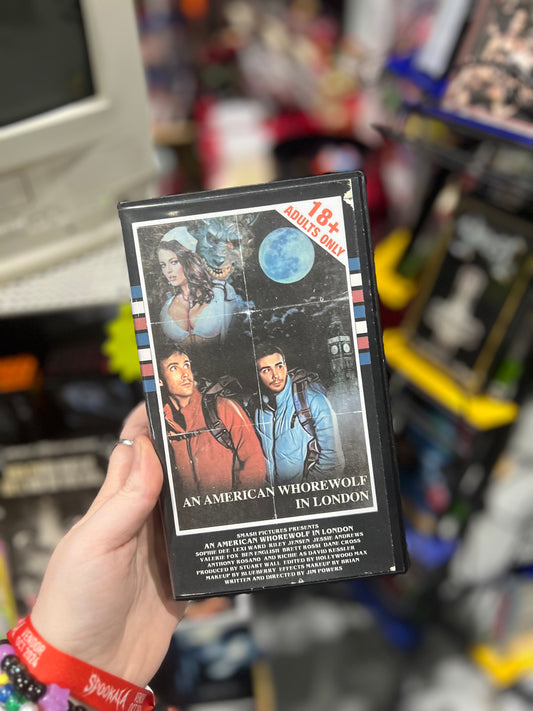 18+
ADULTS ONLY
AN AMERICAN WHOREWOLF
IN LONDON
SMASH PICTURES PRESENTS
AN AMERICAN WHOREWOLF IN LONDON
SOPHIE DEE LEXI WARD RILEY JENSEN JESSIE ANDREWS
VALERIE FOX BEN ENGLISH BRETT ROSSI DANE CROSS
ANTHONY ROSANO AND RICHIE AS DAVID KESSLER
PRODUCED BY STUART WALL EDITED BY HOLLYWOOD MAX
MAKEUP BY BLUEBERRY EFFECTS MAKEUP BY BRIAN
WRITTEN AND DIRECTED BY JIM POWERS
VENDOR
SPOOKALA